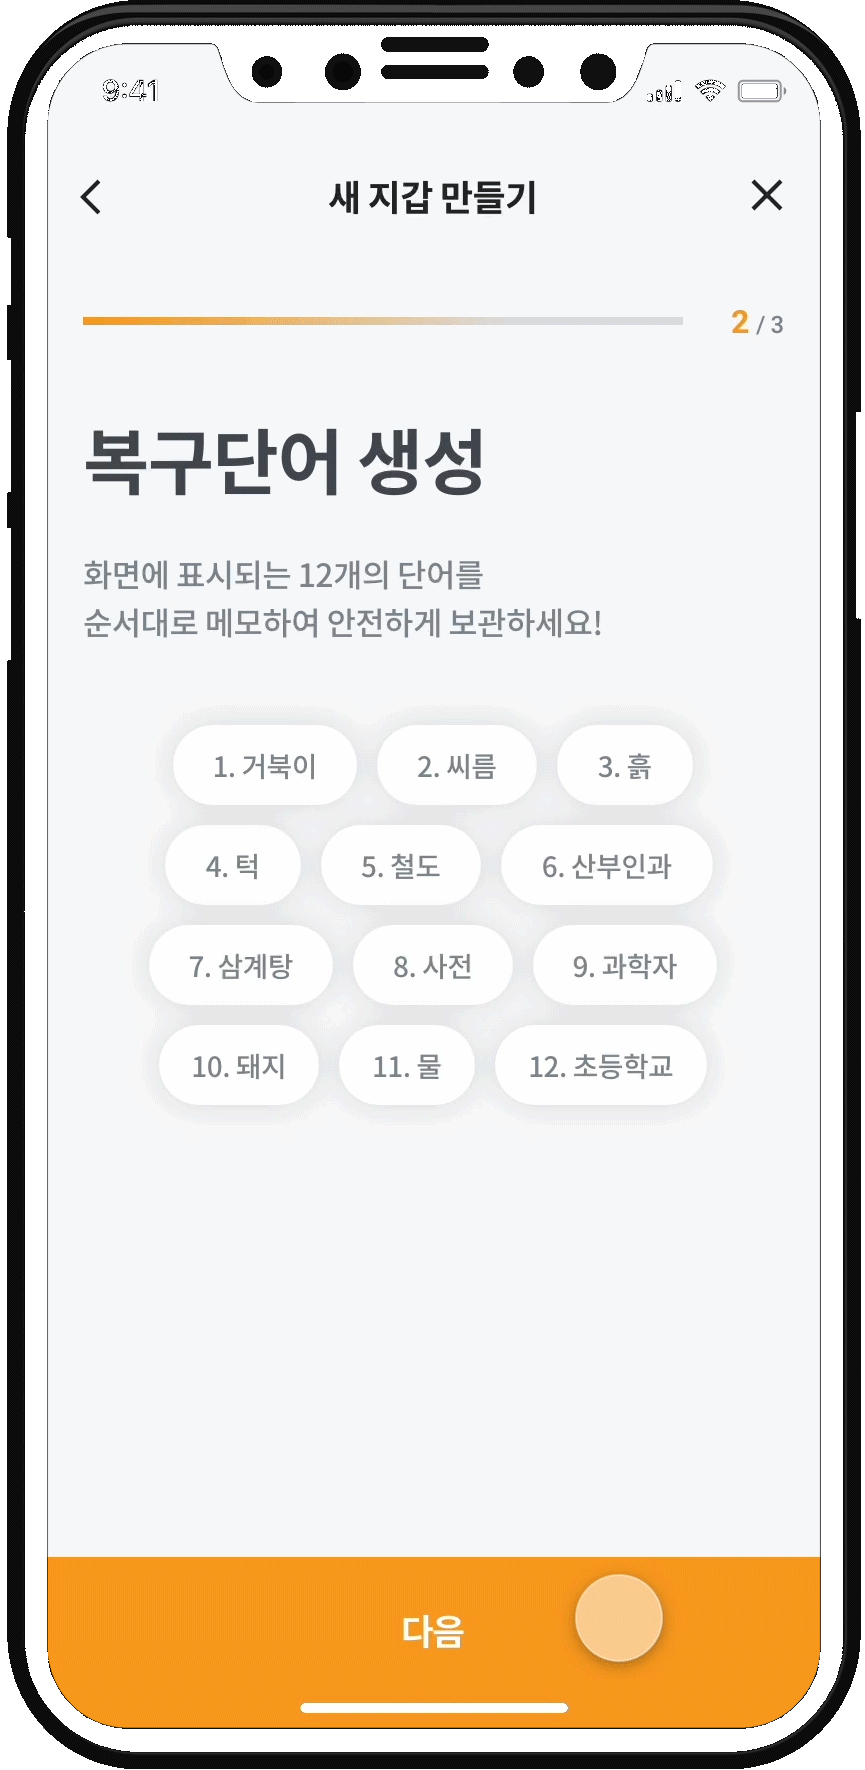 9:41
새 지갑 만들기
2 / 3
복구단어 생성
화면에 표시되는 12개의 단어를
순서대로 메모하여 안전하게 보관하세요!
1. 거북이 2. 씨름 3. 흙
4. 턱 5. 철도 6. 산부인과
7. 삼계탕 8. 사전 9. 과학자
10. 돼지 11. 물 12. 초등학교
다음